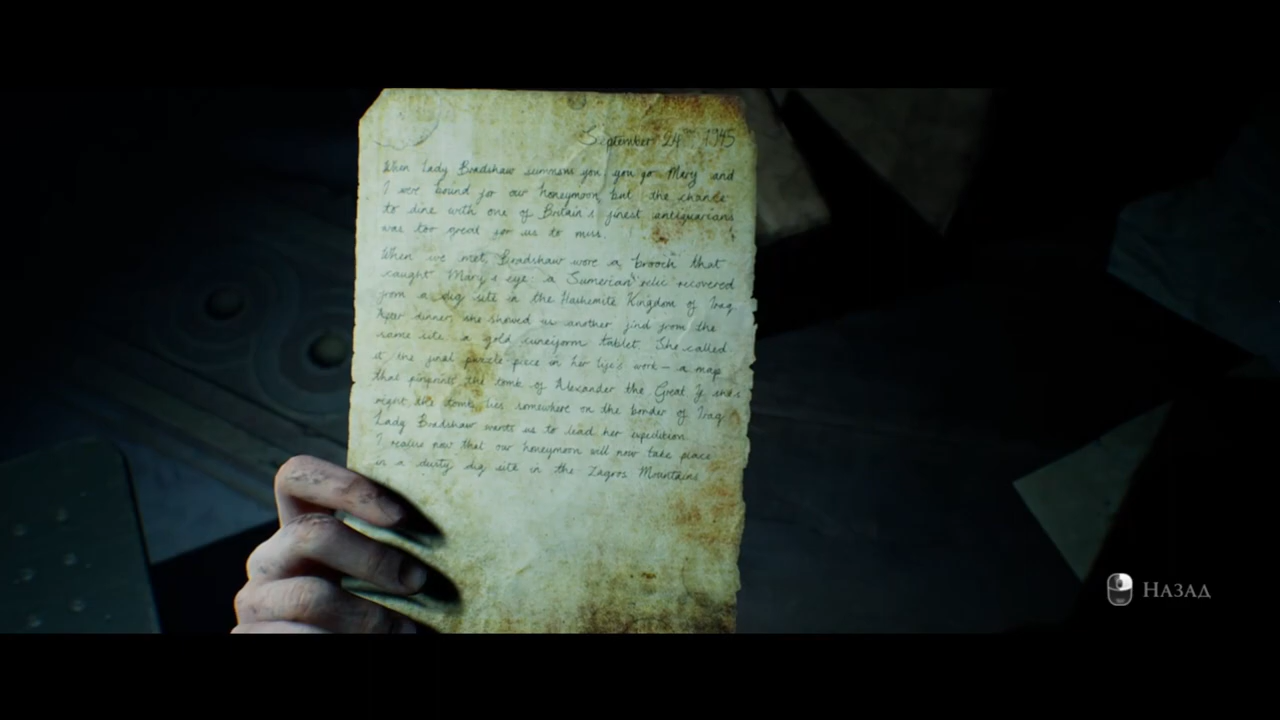 September 24th, 1945
When Lady Bradshaw summons you you go Mary and
I were bound for our honeymoon but the chance
to dine with one of Britain's finest antiquarians
was too great for us to miss.
When we met, Bradshaw wore a brooch that
caught Mary's eye: a Sumerian relic recovered
from a dig site in the Hashemite Kingdom of Iraq
After dinner, she showed us another find from the
same site a gold cuneiform tablet. She called
it the final puzzle piece in her life's work – a map
that pinpoints the tomb of Alexander the Great If she's
right the tomb lies somewhere on the border of Iraq
Lady Bradshaw wants us to lead her expedition.
I realise now that our honeymoon will now take place
in a dusty dig site in the Zagros Mountains
Назад